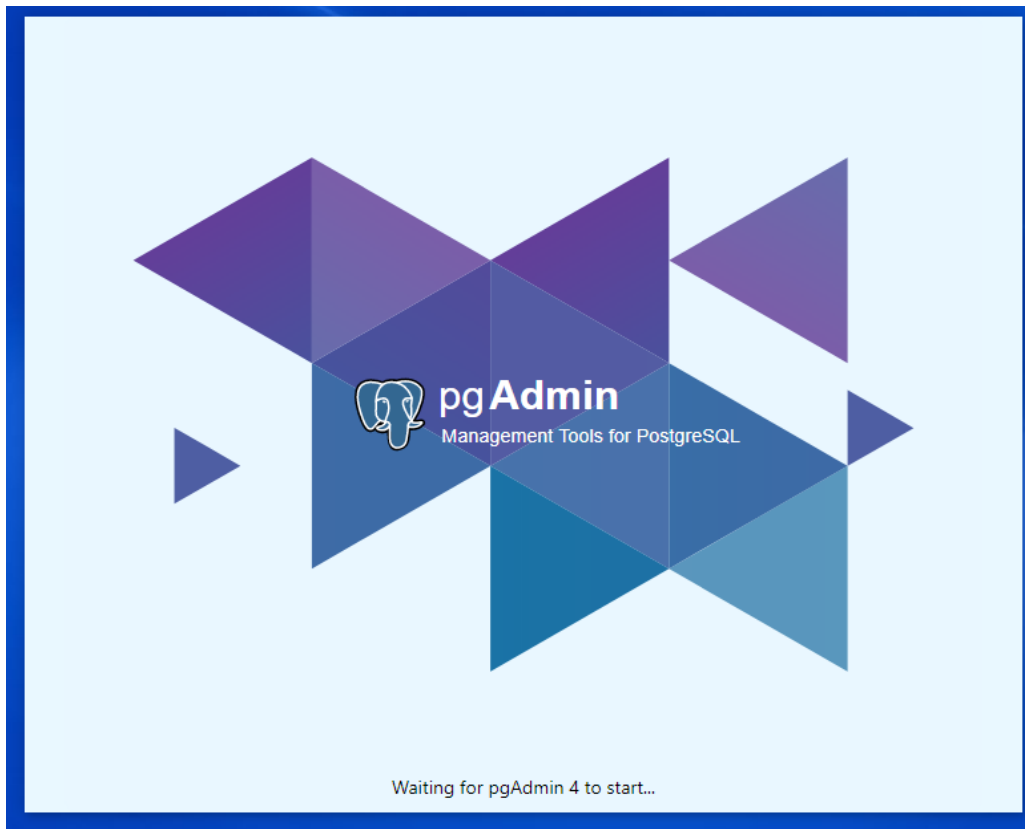 pgAdmin
Management Tools for PostgreSQL
Waiting for pgAdmin 4 to start...